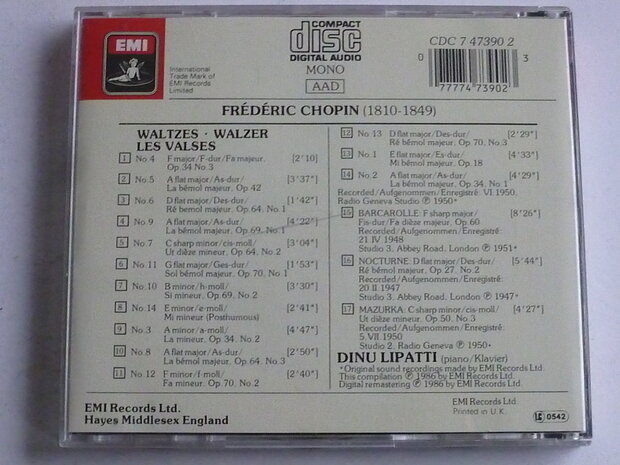 EMI
International
Trade Mark of
EMI Records
Limited
COMPACT
disc
DIGITAL AUDIO
MONO
AAD
CDC 7 47390 2
0
3
77774 73902
FRÉDÉRIC CHOPIN (1810-1849)
WALTZES · WALZER
LES VALSES
1 No 4 F major/F-dur/Fa majeur. [2'10]
Op.34 No.3
2 No.5 A flat major/As-dur/ [3'37"]
La bémol majeur. Op 42
3 No.6 D flat major/Des-dur/ [1'42"]
Ré bemol majeur. Op 64. No.1
4 No.9 A flat major/As-dur/ [4'22"]
La bémol majeur. Op 69. No 1
5 No.7 C sharp minor/cis-moll/ [3'04"]
Ut dièze mineur. Op 64. No. 2
6 No.11 G flat major/Ges-dur/ [1'53"]
Sol bémol majeur. Op 70. No 1
7 No.10 B minor/h-moll/ [3'30"]
Si mineur. Op 69. No 2
8 No.14 E minor/e-moll/ [2'41"]
Mi mineur (Posthumous)
9 No.3 A minor/a-moll/ [4'47"]
La mineur. Op 34. No 2
10 No.8 A flat major/As-dur/ [2'50"]
La bémol majeur. Op 64. No 3
11 No.12 F minor/f-moll/ [2'40"]
Fa mineur. Op 70. No. 2
12 No 13 D flat major/Des-dur/ [2'29"]
Ré bémol majeur. Op 70. No.3
13 No.1 E flat major/Es-dur/ [4'33"]
Mi bémol majeur. Op 18
14 No.2 A flat major/As-dur/ [4'29"]
La bémol majeur. Op 34. No. 1
Recorded/Aufgenommen/Enregistré: VI.1950.
Radio Geneva Studio ℗ 1950*
15 BARCAROLLE: F sharp major/ [8'26"]
Fis-dur/Fa dièze majeur. Op 60
Recorded/Aufgenommen/Enregistré:
21.IV 1948
Studio 3. Abbey Road. London ℗ 1951*
16 NOCTURNE: D flat major/Des-dur/ [5'44"]
Ré bémol majeur. Op 27. No 2
Recorded/Aufgenommen/Enregistré:
20.II.1947
Studio 3. Abbey Road. London ℗ 1947*
17 MAZURKA: C sharp minor/cis-moll/ [4'27"]
Ut dièze mineur. Op 50. No 3
Recorded/Aufgenommen/Enregistré:
5.VII.1950
Studio 2. Radio Geneva ℗ 1950*
DINU LIPATTI (piano/Klavier)
*Original sound recordings made by EMI Records Ltd.
This compilation ℗ 1986 by EMI Records Ltd.
Digital remastering ℗ 1986 by EMI Records Ltd.
EMI Records Ltd.
Hayes Middlesex England
© EMI Records Ltd.
Printed in U.K.
LC 0542